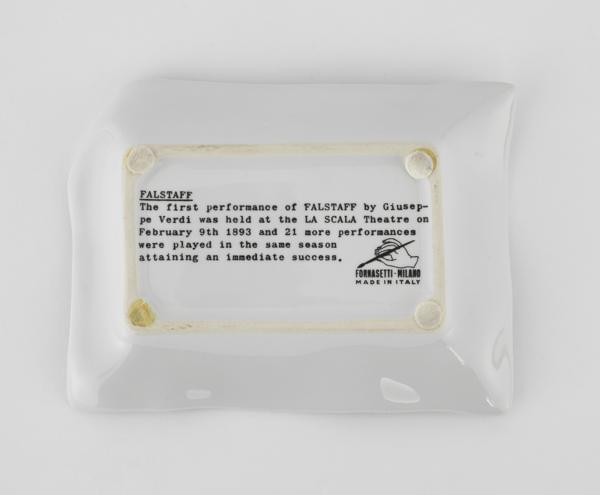 FALSTAFF
The first performance of FALSTAFF by Giusep-
pe Verdi was held at the LA SCALA Theatre on
February 9th 1893 and 21 more performances
were played in the same season
attaining an immediate success.
FORNASETTI-MILANO
MADE IN ITALY